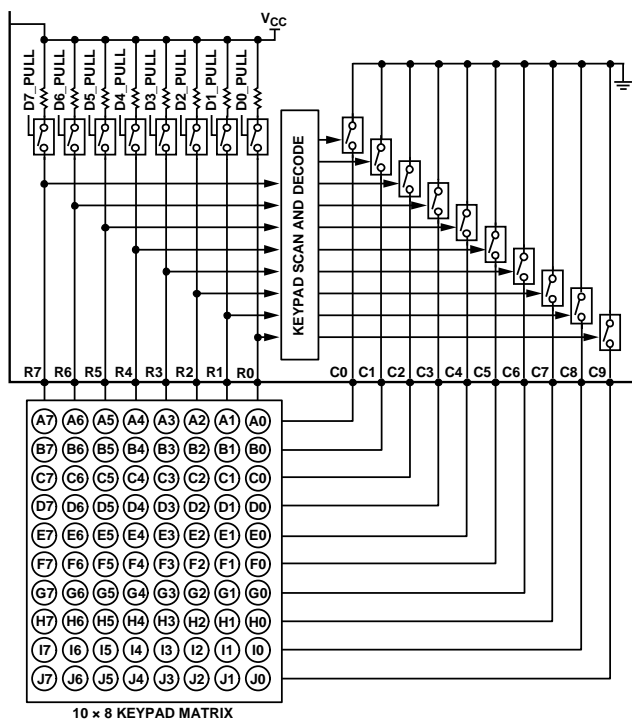 VCC
D7_PULL
D6_PULL
D5_PULL
D4_PULL
D3_PULL
D2_PULL
D1_PULL
D0_PULL
KEYPAD SCAN AND DECODE
R7 R6 R5 R4 R3 R2 R1 R0 C0 C1 C2 C3 C4 C5 C6 C7 C8 C9
A7 A6 A5 A4 A3 A2 A1 A0
B7 B6 B5 B4 B3 B2 B1 B0
C7 C6 C5 C4 C3 C2 C1 C0
D7 D6 D5 D4 D3 D2 D1 D0
E7 E6 E5 E4 E3 E2 E1 E0
F7 F6 F5 F4 F3 F2 F1 F0
G7 G6 G5 G4 G3 G2 G1 G0
H7 H6 H5 H4 H3 H2 H1 H0
I7 I6 I5 I4 I3 I2 I1 I0
J7 J6 J5 J4 J3 J2 J1 J0
10 × 8 KEYPAD MATRIX